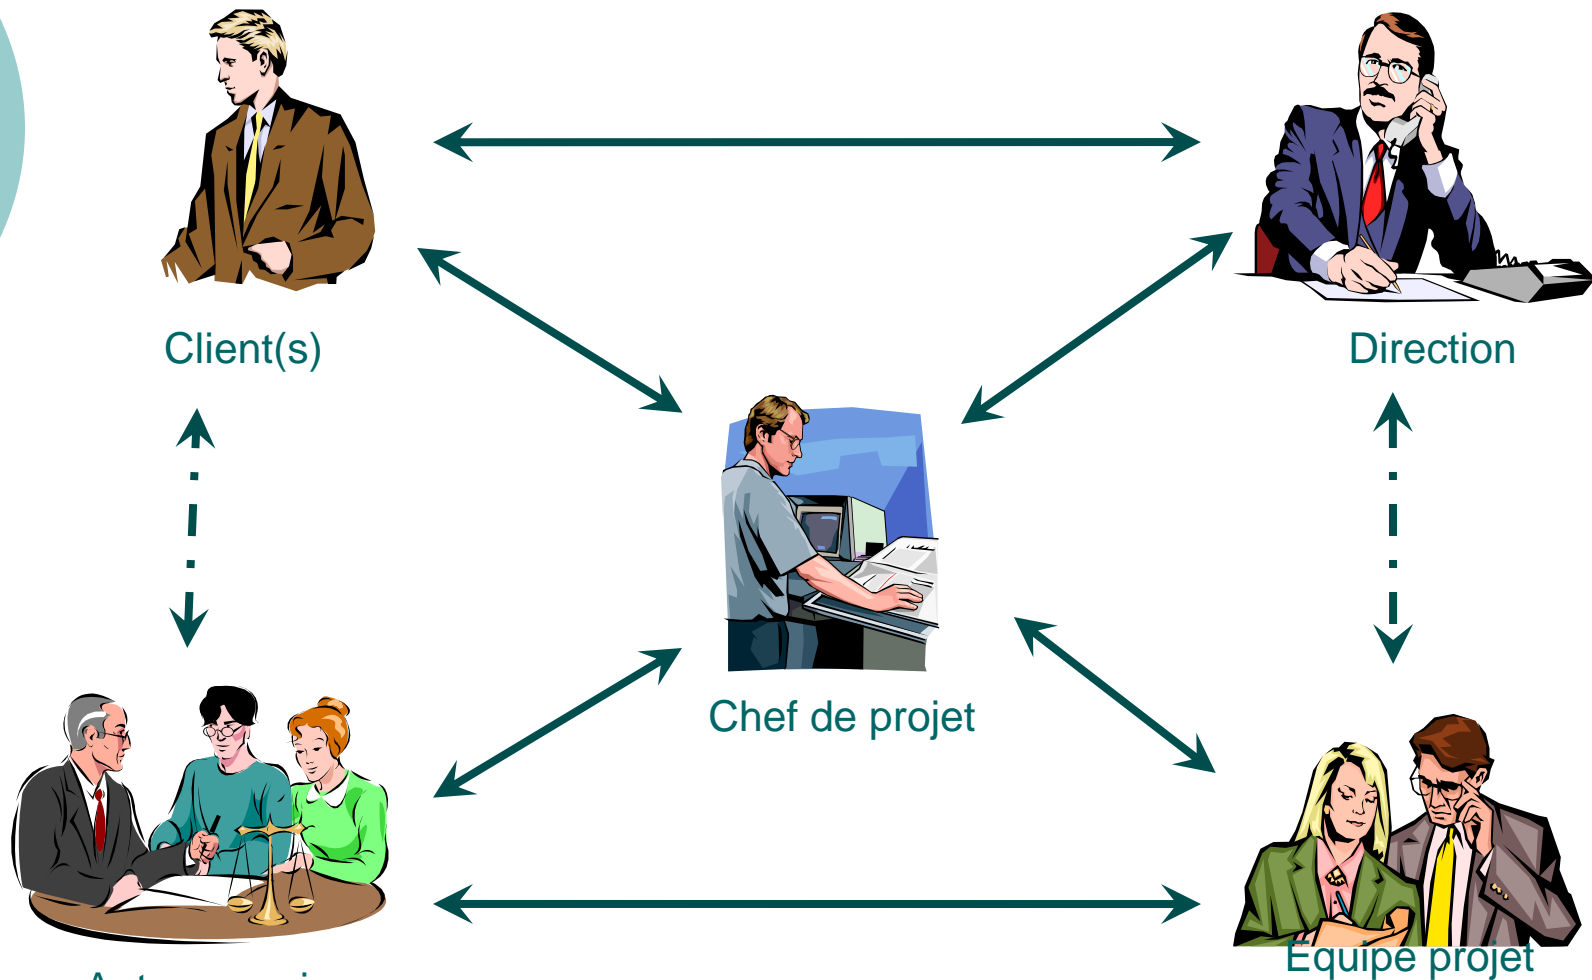 Client(s)
Direction
Chef de projet
Equipe projet